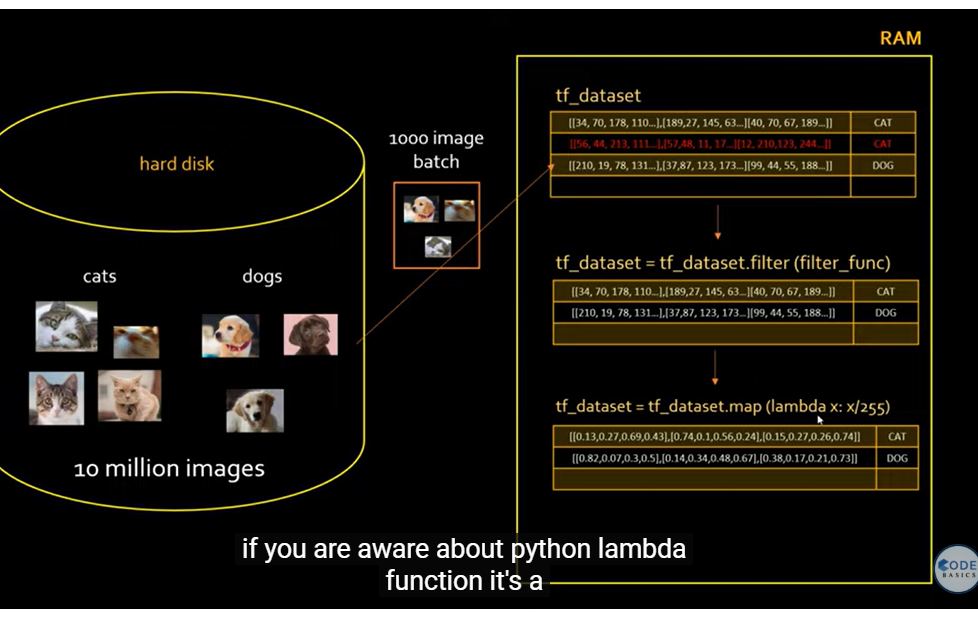 RAM
hard disk
1000 image
batch
cats
dogs
10 million images
tf_dataset
[[34, 70, 178, 110...],[189,27, 145, 63...][40, 70, 67, 189...]] CAT
[[56, 44, 213, 111...],[57,48, 11, 17...][12, 210,123, 244...]] CAT
[[210, 19, 78, 131...],[37,87, 123, 173...][99, 44, 55, 188...]] DOG
tf_dataset = tf_dataset.filter (filter_func)
[[34, 70, 178, 110...],[189,27, 145, 63...][40, 70, 67, 189...]] CAT
[[210, 19, 78, 131...],[37,87, 123, 173...][99, 44, 55, 188...]] DOG
tf_dataset = tf_dataset.map (lambda x: x/255)
[[0.13,0.27,0.69,0.43],[0.74,0.1,0.56,0.24],[0.15,0.27,0.26,0.74]] CAT
[[0.82,0.07,0.3,0.5],[0.14,0.34,0.48,0.67],[0.38,0.17,0.21,0.73]] DOG
if you are aware about python lambda
function it's a
CODE
BASICS